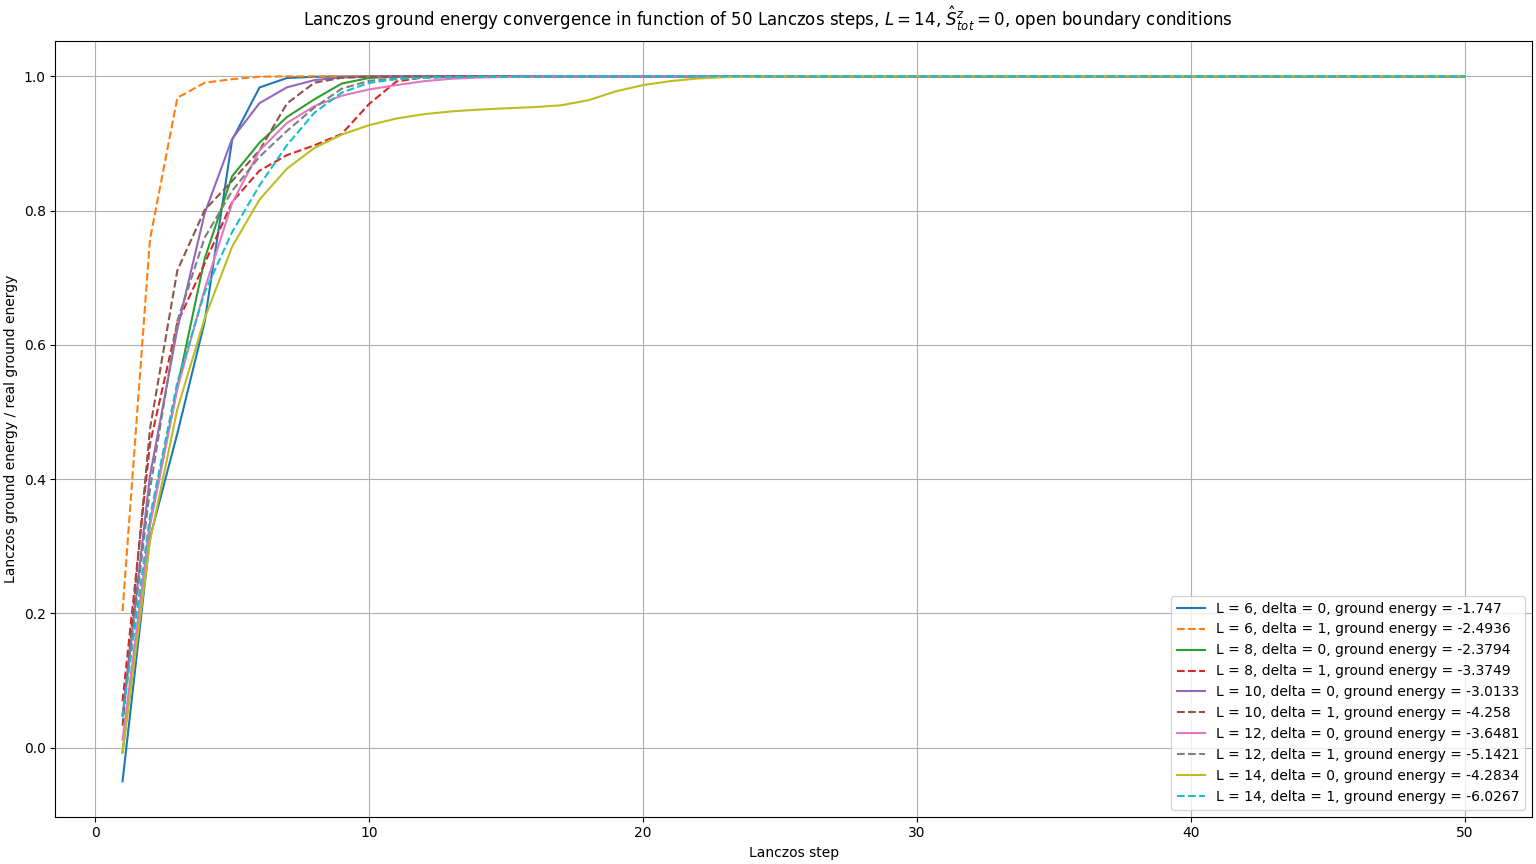 Lanczos ground energy convergence in function of 50 Lanczos steps, $L = 14$, $\hat{S}^z_{tot} = 0$, open boundary conditions
Lanczos ground energy / real ground energy
1.0
0.8
0.6
0.4
0.2
0.0
L = 6, delta = 0, ground energy = -1.747
L = 6, delta = 1, ground energy = -2.4936
L = 8, delta = 0, ground energy = -2.3794
L = 8, delta = 1, ground energy = -3.3749
L = 10, delta = 0, ground energy = -3.0133
L = 10, delta = 1, ground energy = -4.258
L = 12, delta = 0, ground energy = -3.6481
L = 12, delta = 1, ground energy = -5.1421
L = 14, delta = 0, ground energy = -4.2834
L = 14, delta = 1, ground energy = -6.0267
0 10 20 30 40 50
Lanczos step